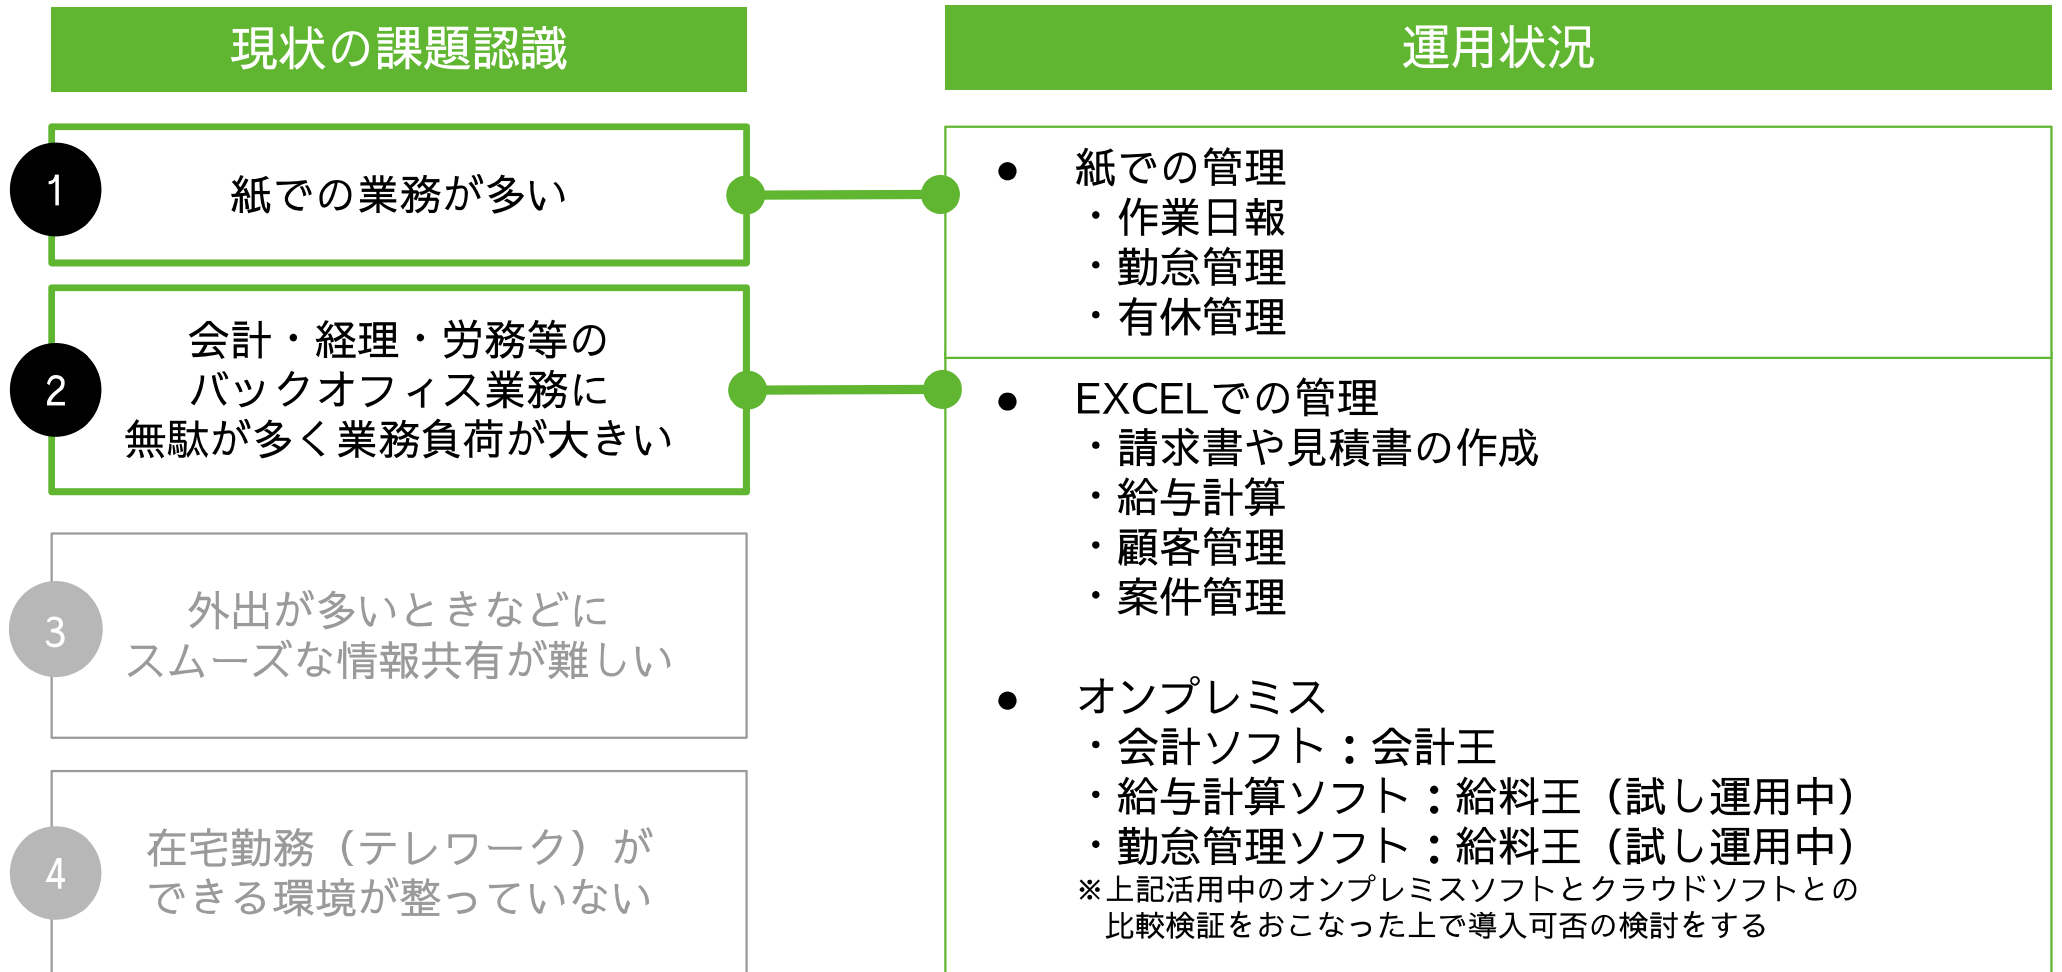 現状の課題認識
1
紙での業務が多い
2
会計・経理・労務等の
バックオフィス業務に
無駄が多く業務負荷が大きい
3
外出が多いときなどに
スムーズな情報共有が難しい
4
在宅勤務（テレワーク）が
できる環境が整っていない
運用状況
● 紙での管理
・作業日報
・勤怠管理
・有休管理
● EXCELでの管理
・請求書や見積書の作成
・給与計算
・顧客管理
・案件管理
● オンプレミス
・会計ソフト：会計王
・給与計算ソフト：給料王（試し運用中）
・勤怠管理ソフト：給料王（試し運用中）
※上記活用中のオンプレミスソフトとクラウドソフトとの
比較検証をおこなった上で導入可否の検討をする